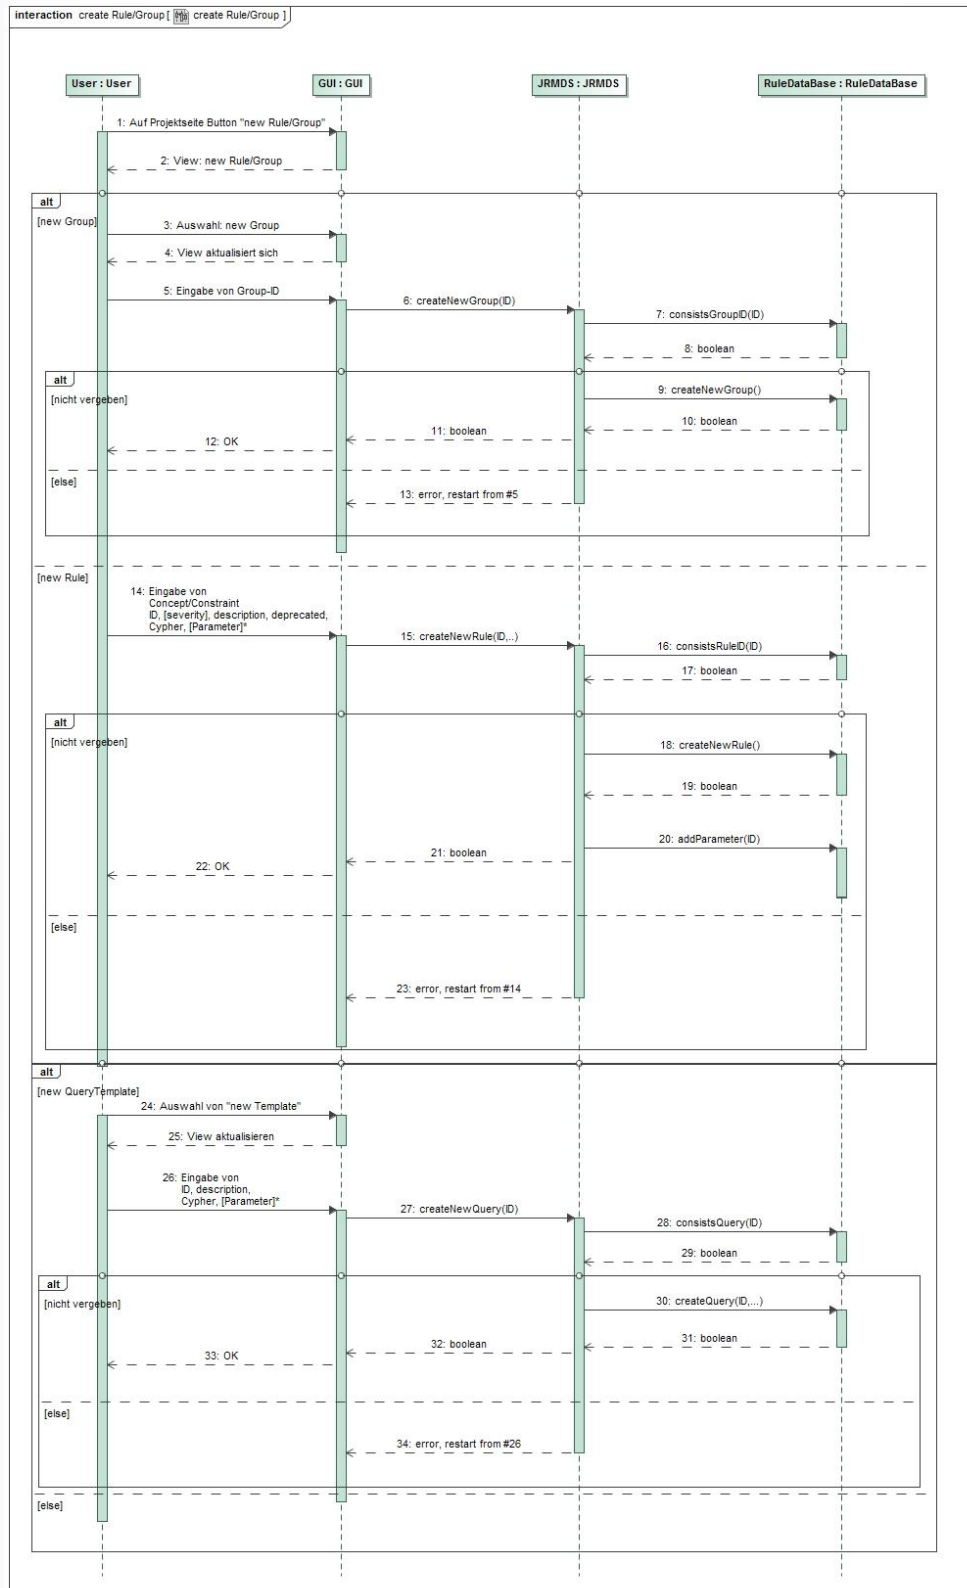 interaction create Rule/Group [ create Rule/Group ]
User : User
GUI : GUI
JRMDS : JRMDS
RuleDataBase : RuleDataBase
1: Auf Projektseite Button "new Rule/Group"
2: View: new Rule/Group
alt
[new Group]
3: Auswahl: new Group
4: View aktualisiert sich
5: Eingabe von Group-ID
6: createNewGroup(ID)
7: consistsGroupID(ID)
8: boolean
alt
[nicht vergeben]
9: createNewGroup()
10: boolean
11: boolean
12: OK
[else]
13: error, restart from #5
[new Rule]
14: Eingabe von
Concept/Constraint
ID, [severity], description, deprecated,
Cypher, [Parameter]*
15: createNewRule(ID,..)
16: consistsRuleID(ID)
17: boolean
alt
[nicht vergeben]
18: createNewRule()
19: boolean
20: addParameter(ID)
21: boolean
22: OK
[else]
23: error, restart from #14
alt
[new QueryTemplate]
24: Auswahl von "new Template"
25: View aktualisieren
26: Eingabe von
ID, description,
Cypher, [Parameter]*
27: createNewQuery(ID)
28: consistsQuery(ID)
29: boolean
alt
[nicht vergeben]
30: createQuery(ID,...)
31: boolean
32: boolean
33: OK
[else]
34: error, restart from #26
[else]